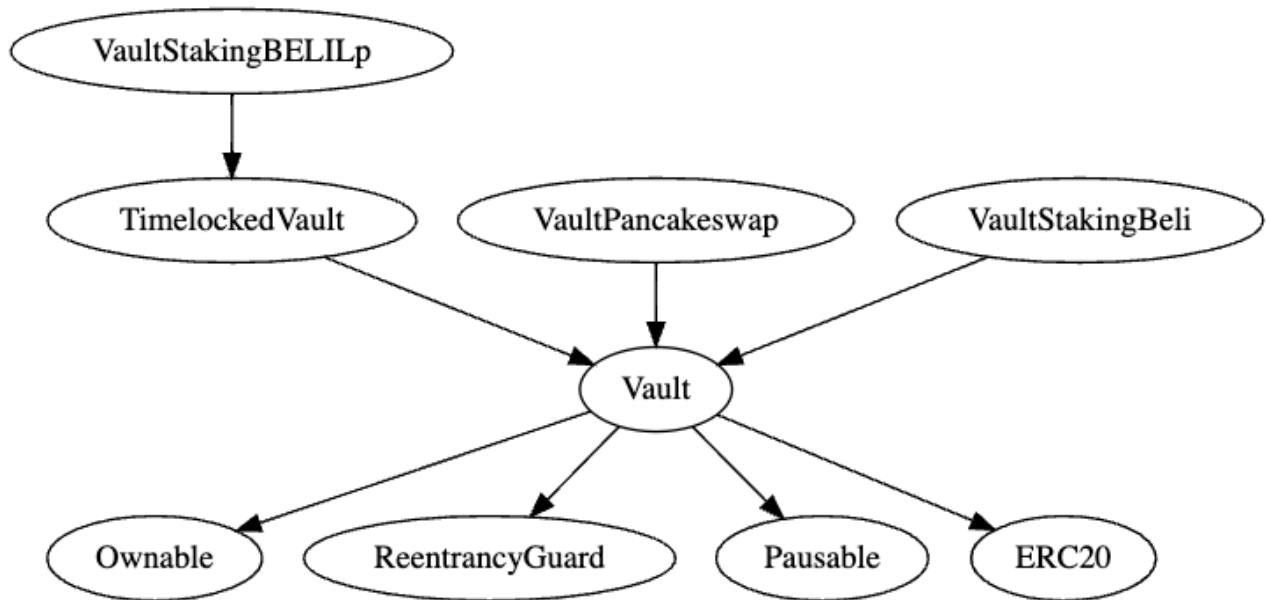 VaultStakingBELILp
TimelockedVault
VaultPancakeswap
VaultStakingBeli
Vault
Ownable
ReentrancyGuard
Pausable
ERC20